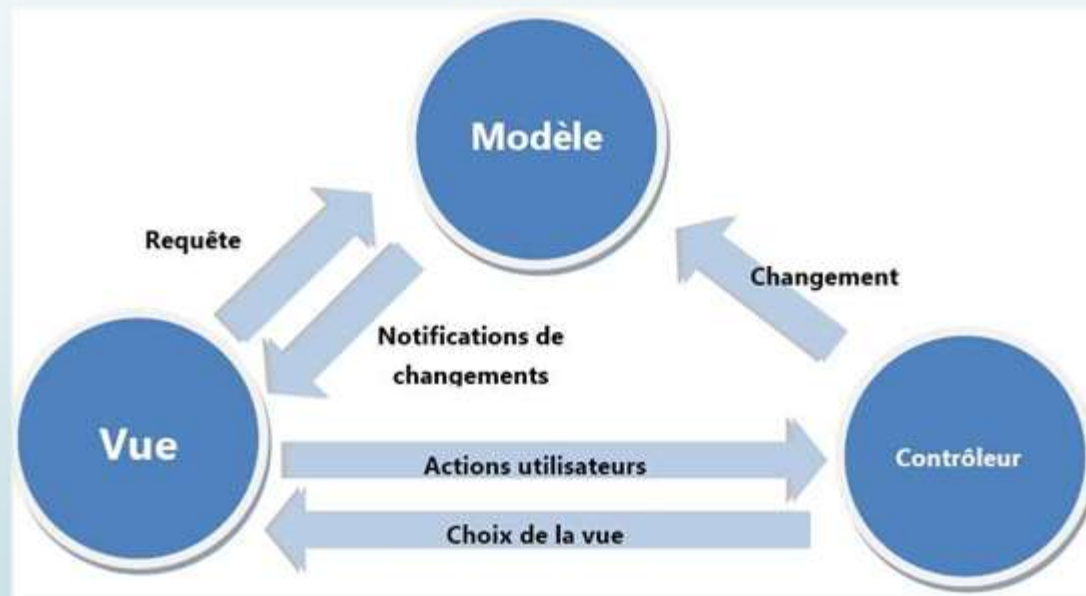 Modèle
Requête
Changement
Notifications de
changements
Vue
Actions utilisateurs
Contrôleur
Choix de la vue